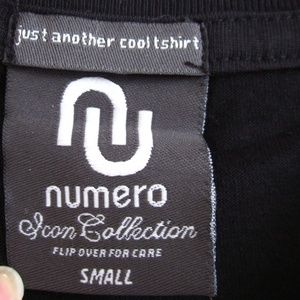 just another cool tshirt
numero
Icon Collection
FLIP OVER FOR CARE
SMALL